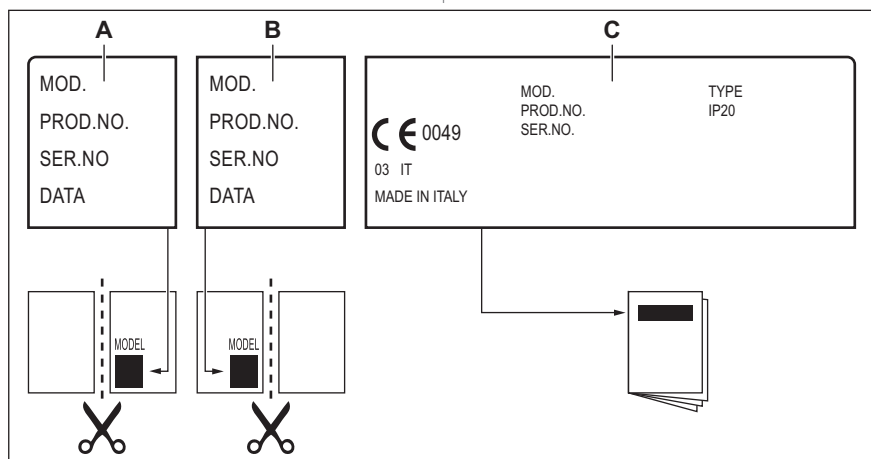 A
B
C
MOD.
PROD.NO.
SER.NO
DATA
MOD.
PROD.NO.
SER.NO
DATA
MOD.
PROD.NO.
SER.NO.
TYPE
IP20
CE 0049
03 IT
MADE IN ITALY
MODEL
MODEL